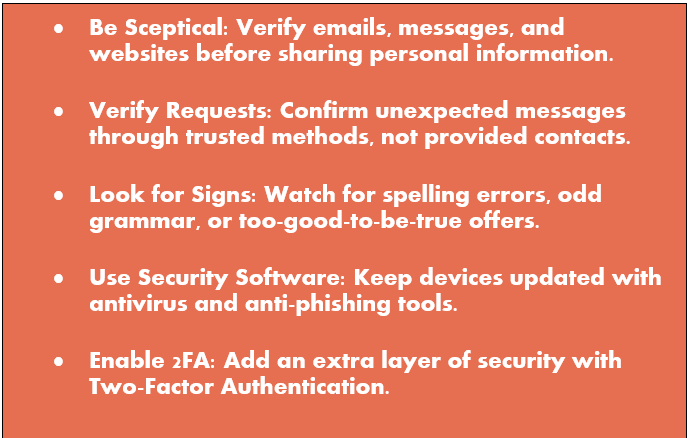 • Be Sceptical: Verify emails, messages, and
websites before sharing personal information.
• Verify Requests: Confirm unexpected messages
through trusted methods, not provided contacts.
• Look for Signs: Watch for spelling errors, odd
grammar, or too-good-to-be-true offers.
• Use Security Software: Keep devices updated with
antivirus and anti-phishing tools.
• Enable 2FA: Add an extra layer of security with
Two-Factor Authentication.